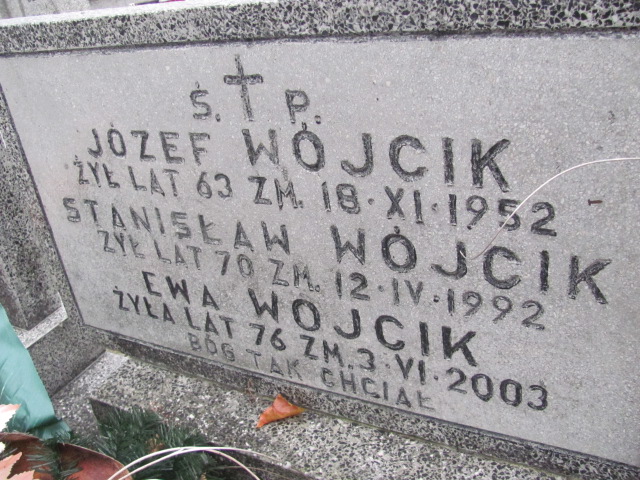 Ś. P.
JÓZEF WÓJCIK
ŻYŁ LAT 63 ZM. 18·XI·1952
STANISŁAW WÓJCIK
ŻYŁ LAT 70 ZM. 12·IV·1992
EWA WÓJCIK
ŻYŁA LAT 76 ZM. 3·VI·2003
BÓG TAK CHCIAŁ